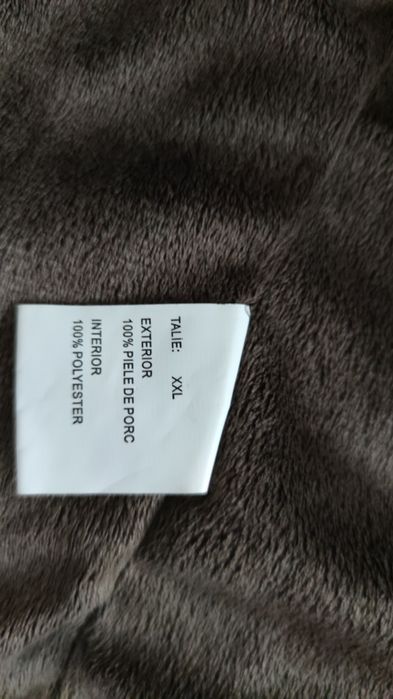 TALIE: XXL
EXTERIOR
100% PIELE DE PORC
INTERIOR
100% POLYESTER